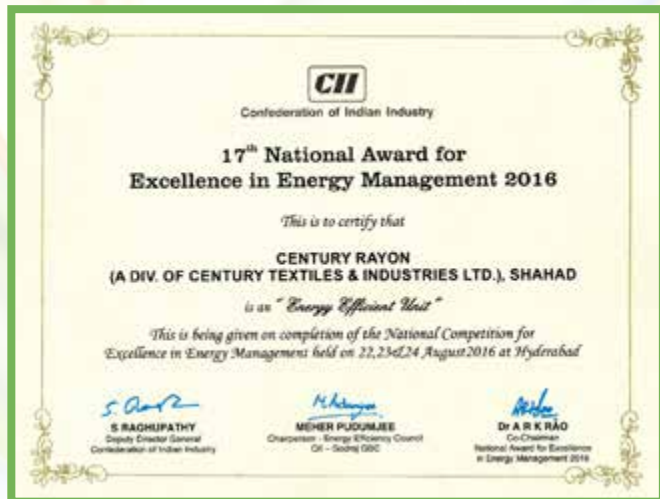 CII
Confederation of Indian Industry
17th National Award for
Excellence in Energy Management 2016
This is to certify that
CENTURY RAYON
(A DIV. OF CENTURY TEXTILES & INDUSTRIES LTD.), SHAHAD
is an "Energy Efficient Unit"
This is being given on completion of the National Competition for
Excellence in Energy Management held on 22,23&24 August2016 at Hyderabad
S RAGHUPATHY
Deputy Director General
Confederation of Indian Industry
MEHER PUDUMJEE
Chairperson - Energy Efficiency Council
CII - Godrej GBC
Dr A R K RAO
Co-Chairman
National Award for Excellence
in Energy Management 2016